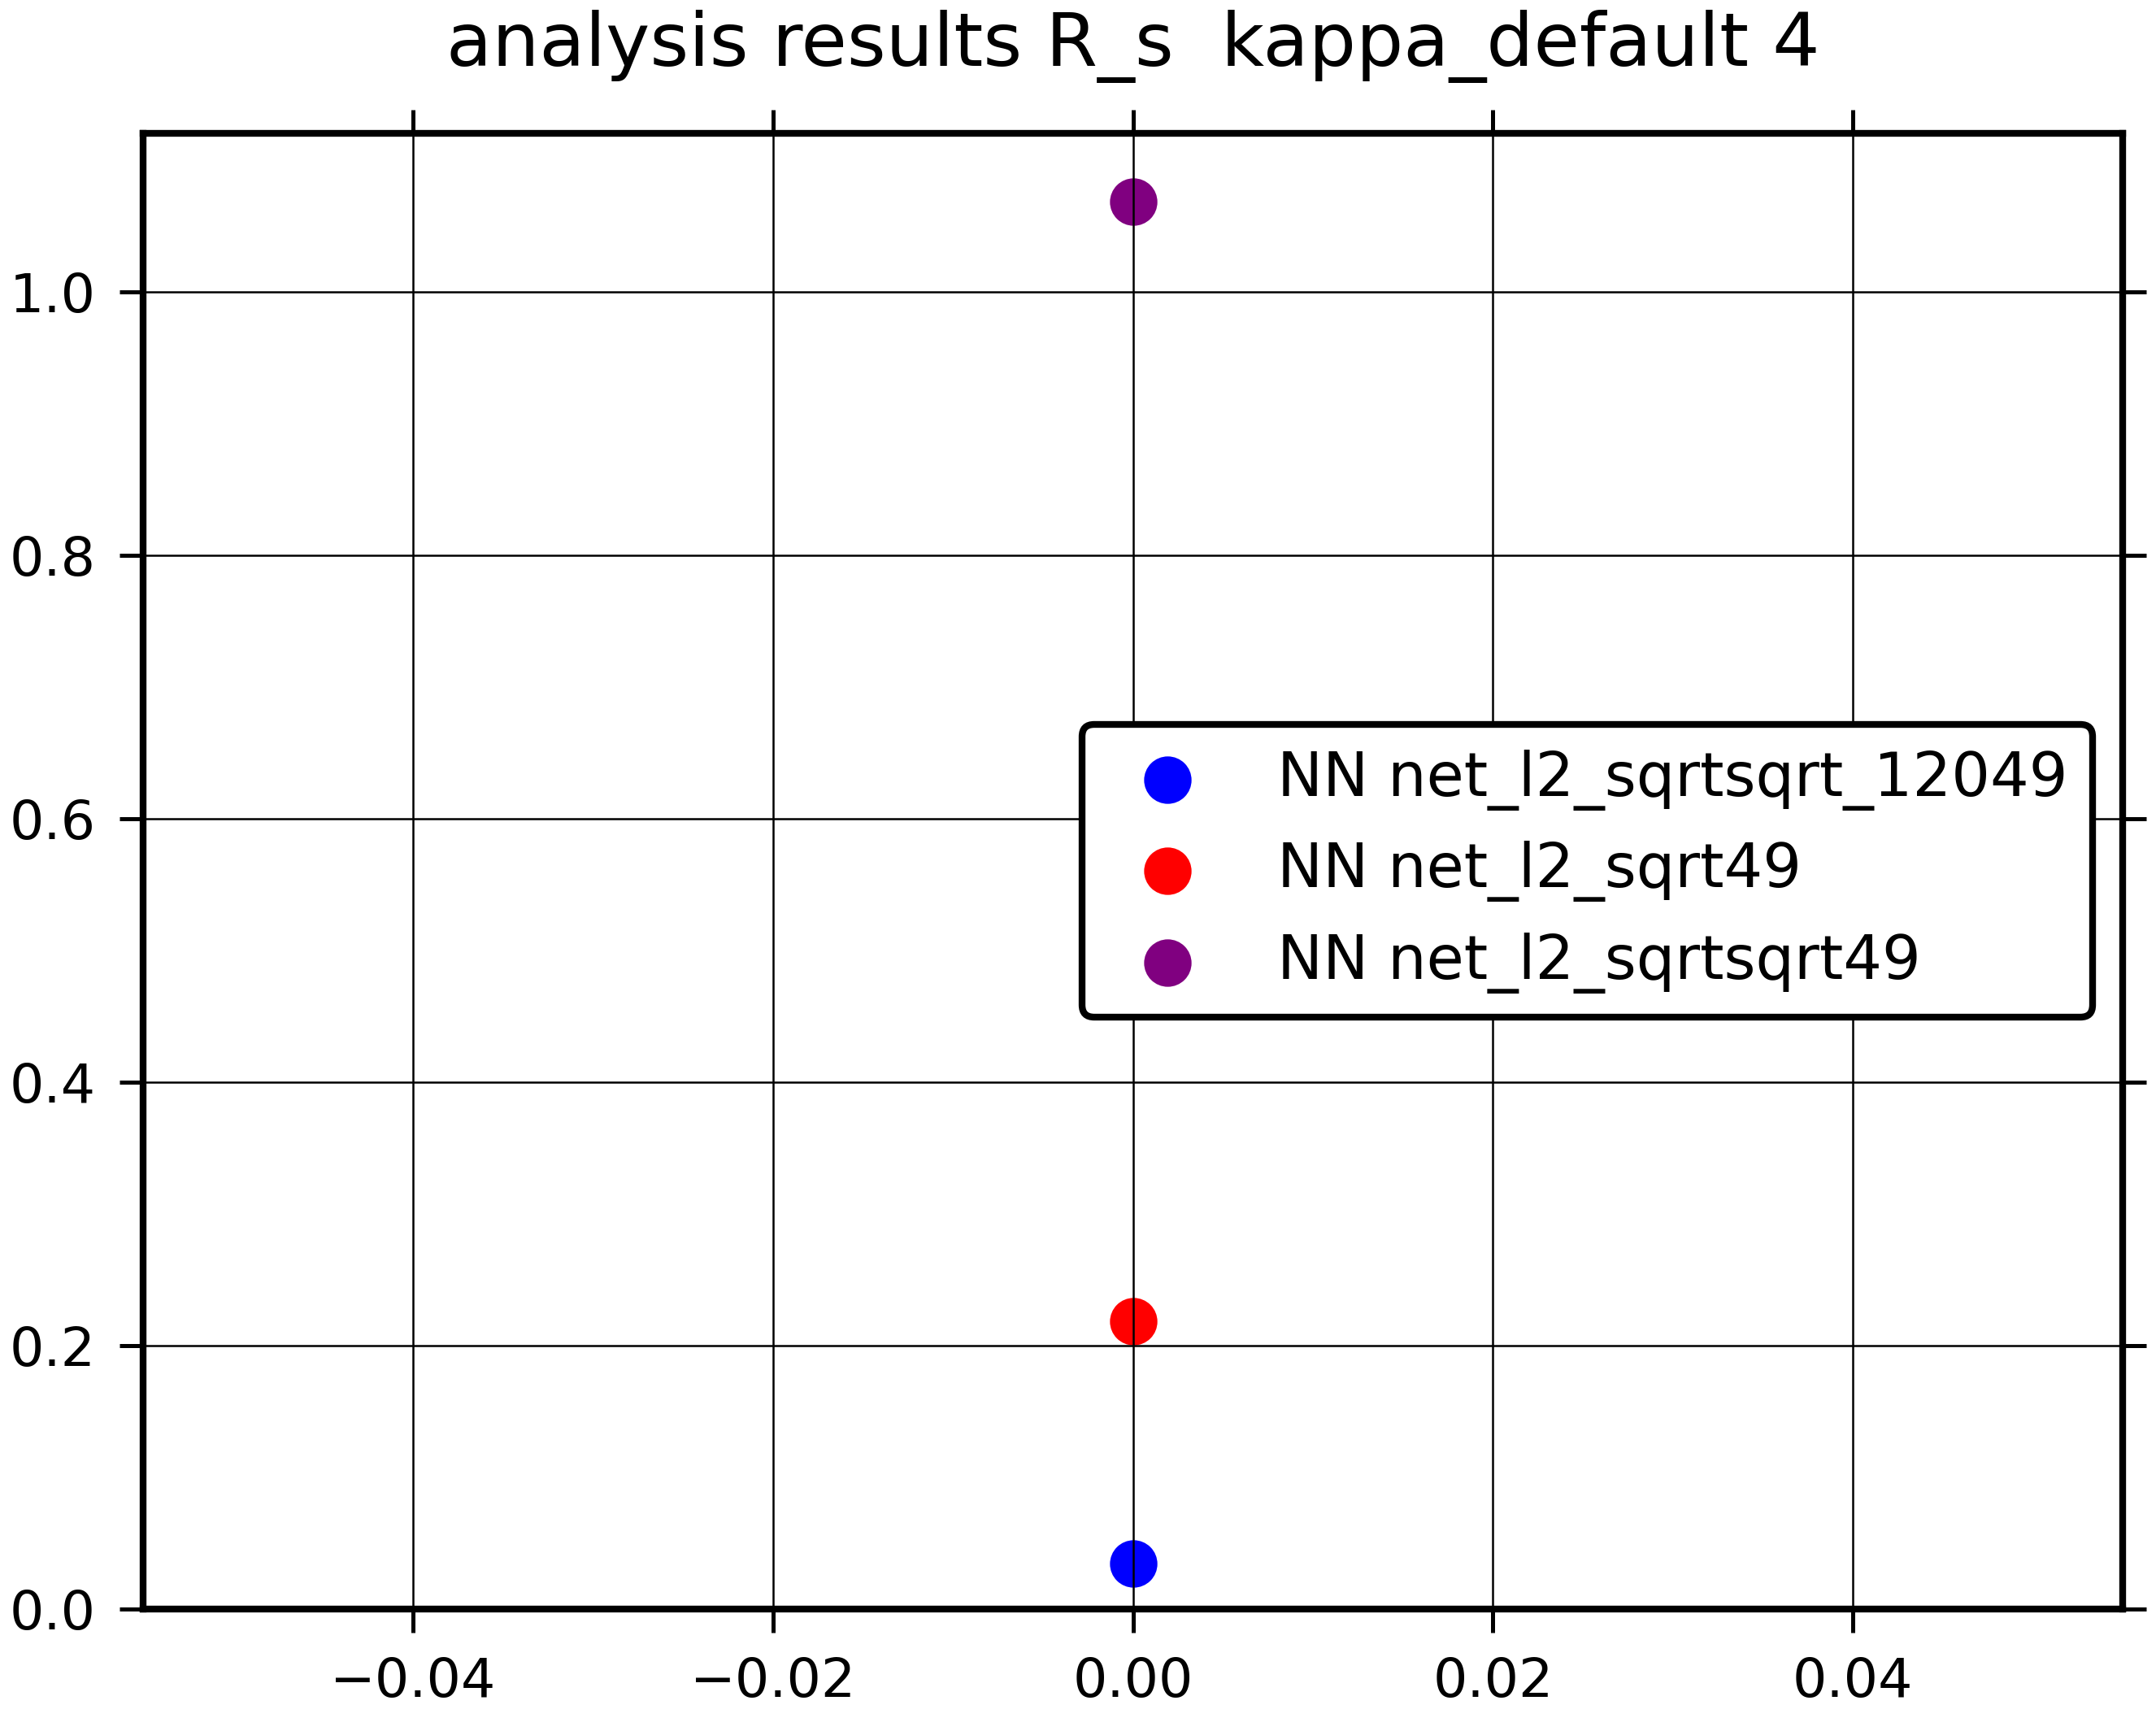 analysis results R_s  kappa_default 4
1.0
0.8
0.6
0.4
0.2
0.0
NN net_l2_sqrtsqrt_12049
NN net_l2_sqrt49
NN net_l2_sqrtsqrt49
−0.04 −0.02 0.00 0.02 0.04